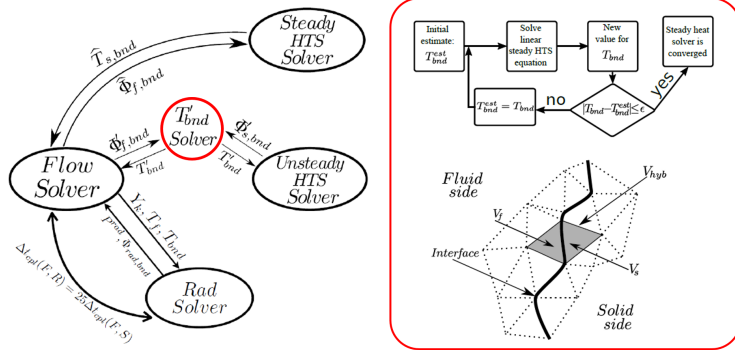 Steady
HTS
Solver
T̂s,bnd
Φ̂f,bnd
T′bnd
Solver
Φ′f,bnd
T′bnd
Φ′s,bnd
T′bnd
Flow
Solver
Unsteady
HTS
Solver
Yk, Tf, Tbnd
Prad, Φrad,bnd
Δtcpl(F, R) = 25Δtcpl(F, S)
Rad
Solver
Initial
estimate:
T^est_bnd
Solve
linear
steady HTS
equation
New
value for
Tbnd
Steady heat
solver is
converged
T^est_bnd = Tbnd
no
|Tbnd−T^est_bnd|≤ϵ
yes
Fluid
side
Vhyb
Vf
Interface
Vs
Solid
side